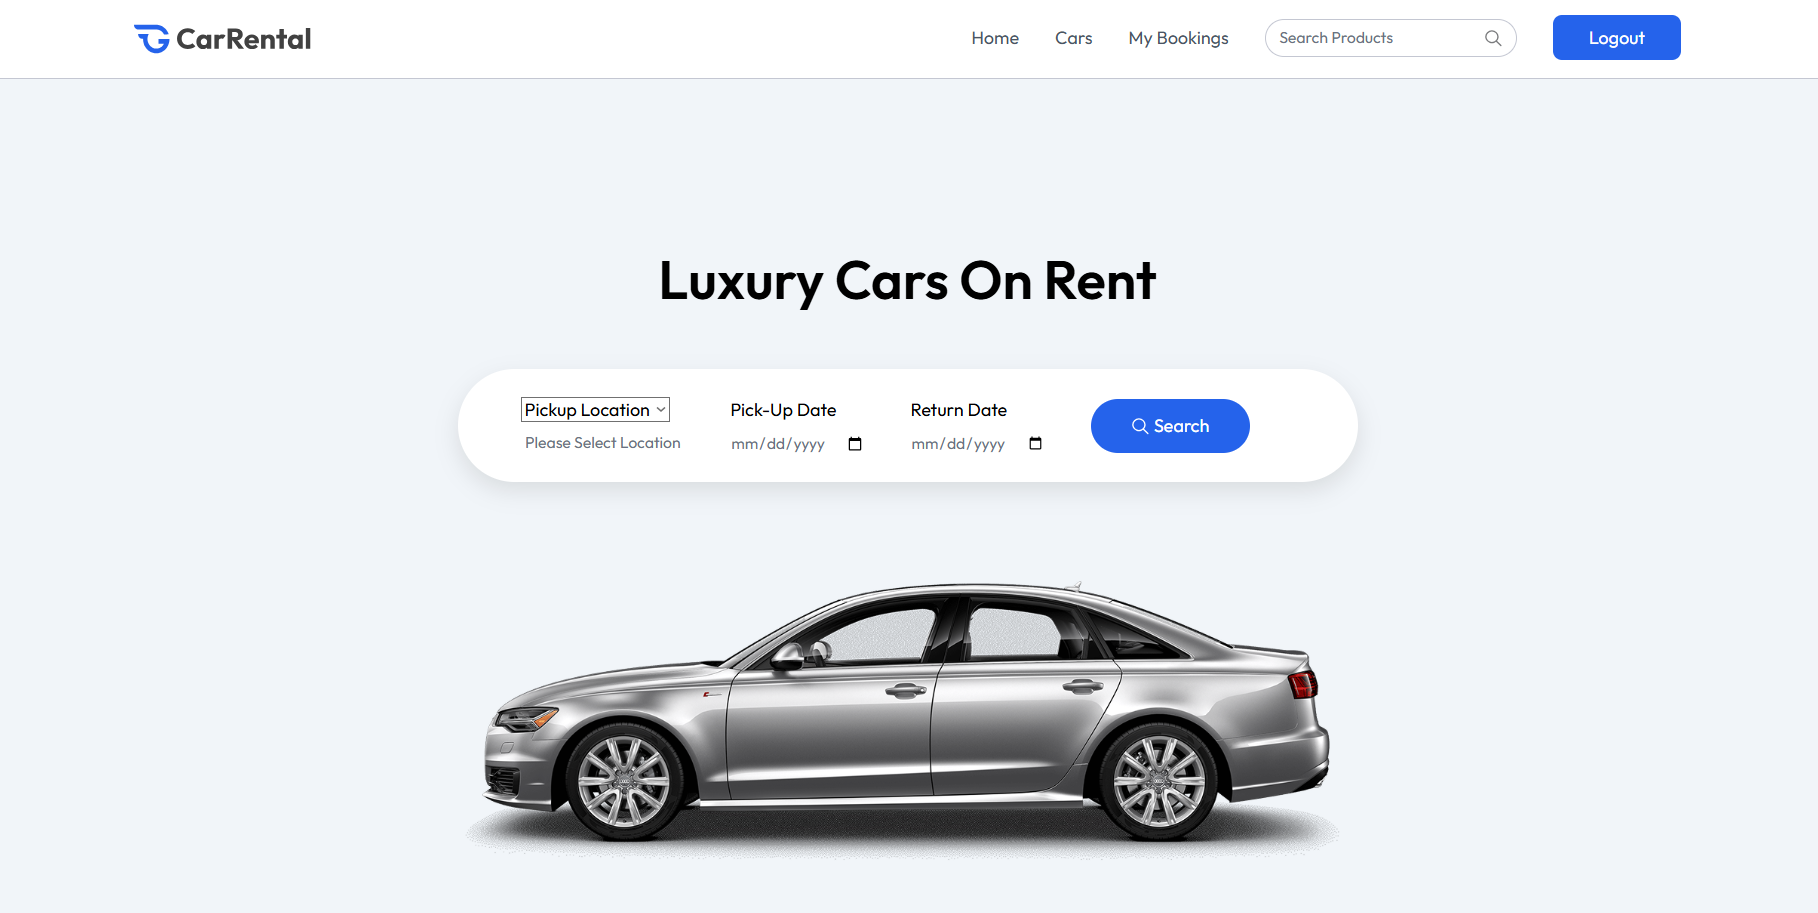 CarRental
Home
Cars
My Bookings
Search Products
Logout
Luxury Cars On Rent
Pickup Location
Please Select Location
Pick-Up Date
mm/dd/yyyy
Return Date
mm/dd/yyyy
Search